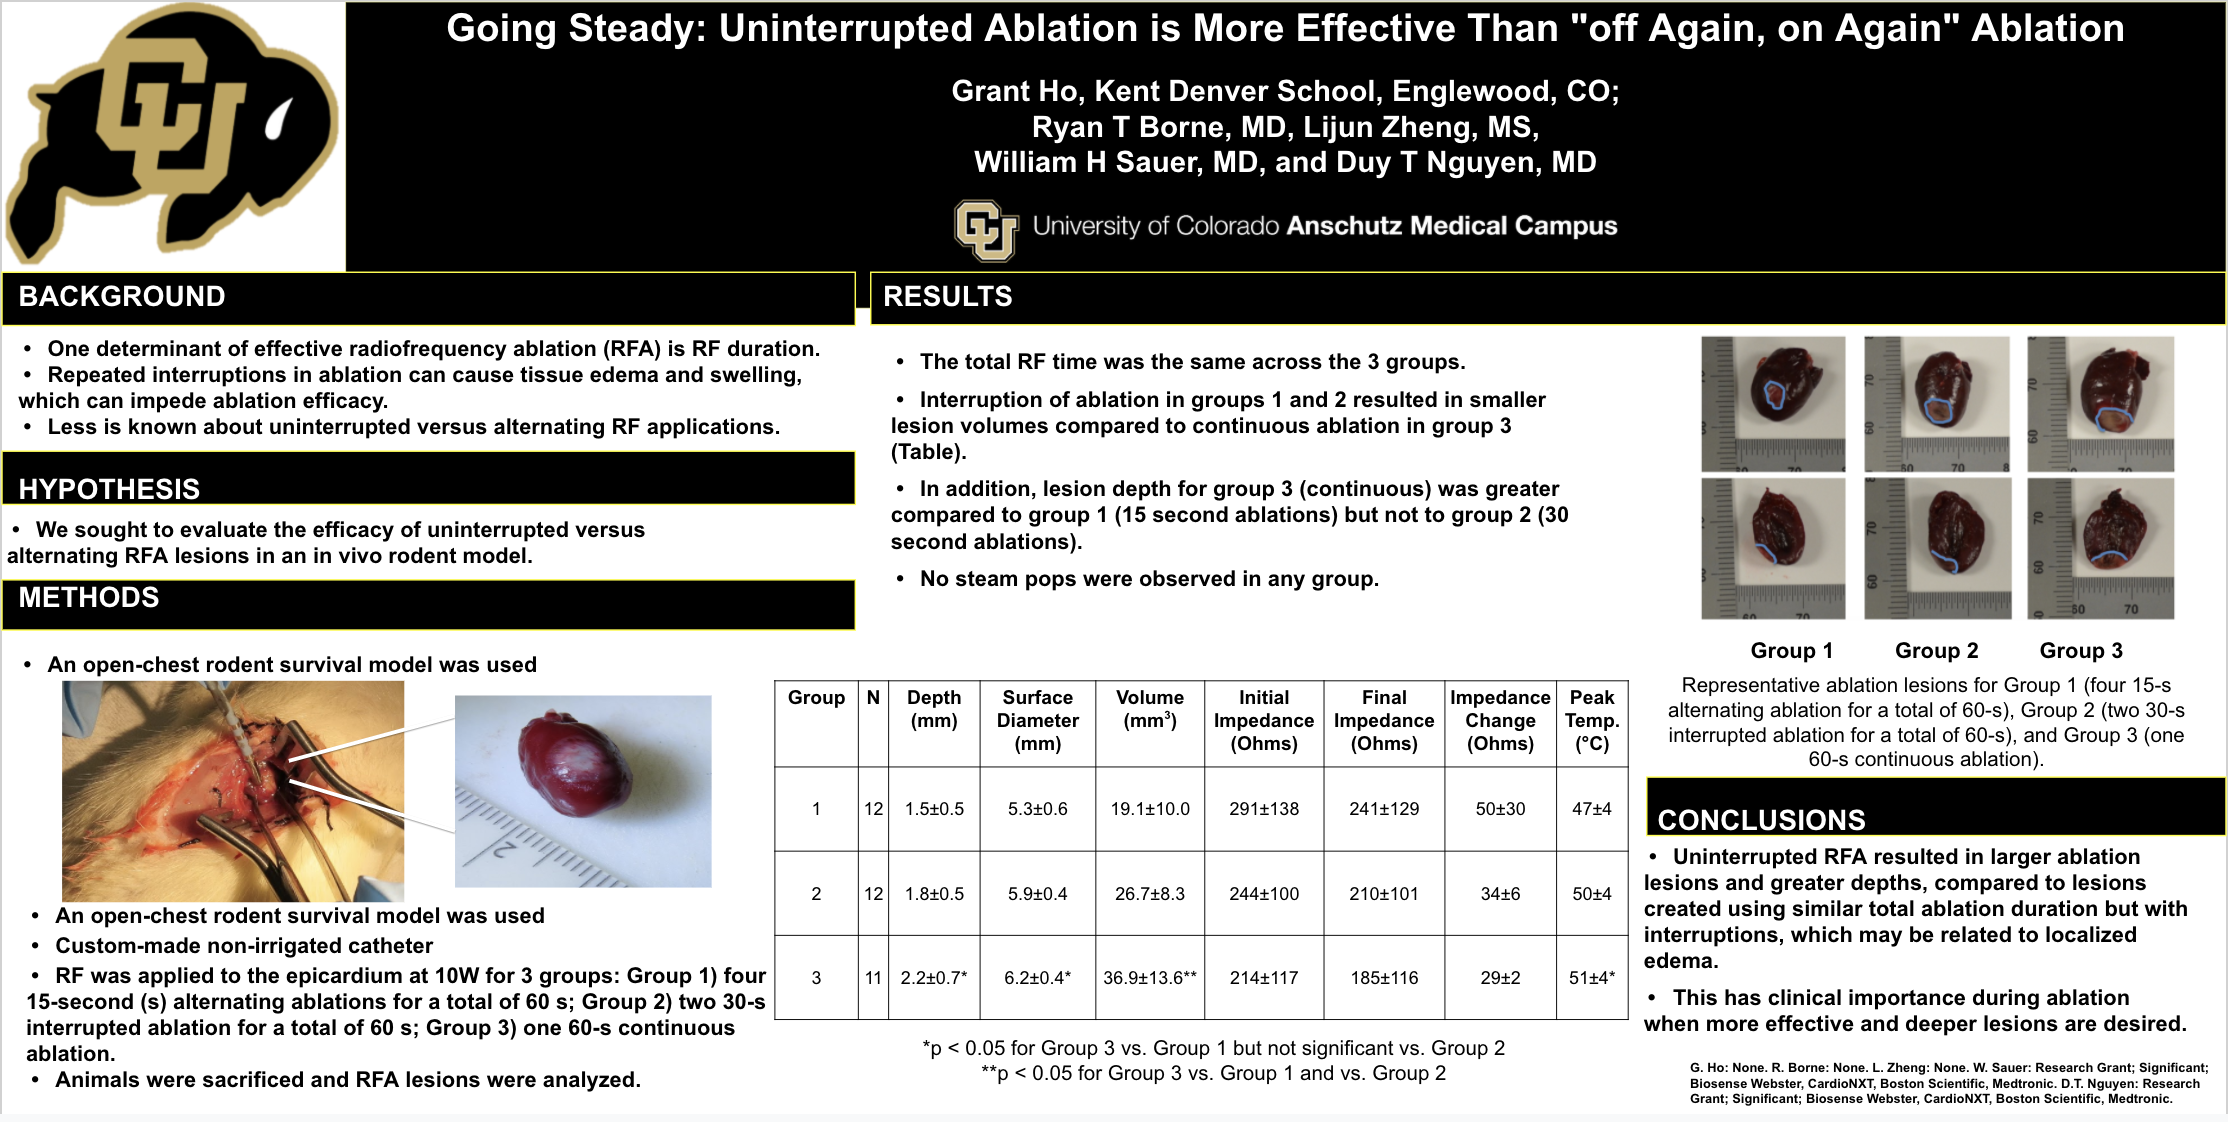 Going Steady: Uninterrupted Ablation is More Effective Than "off Again, on Again" Ablation
Grant Ho, Kent Denver School, Englewood, CO;
Ryan T Borne, MD, Lijun Zheng, MS,
William H Sauer, MD, and Duy T Nguyen, MD
CU
CU University of Colorado Anschutz Medical Campus
BACKGROUND
• One determinant of effective radiofrequency ablation (RFA) is RF duration.
• Repeated interruptions in ablation can cause tissue edema and swelling,
which can impede ablation efficacy.
• Less is known about uninterrupted versus alternating RF applications.
HYPOTHESIS
• We sought to evaluate the efficacy of uninterrupted versus
alternating RFA lesions in an in vivo rodent model.
METHODS
• An open-chest rodent survival model was used
2
• An open-chest rodent survival model was used
• Custom-made non-irrigated catheter
• RF was applied to the epicardium at 10W for 3 groups: Group 1) four
15-second (s) alternating ablations for a total of 60 s; Group 2) two 30-s
interrupted ablation for a total of 60 s; Group 3) one 60-s continuous
ablation.
• Animals were sacrificed and RFA lesions were analyzed.
RESULTS
• The total RF time was the same across the 3 groups.
• Interruption of ablation in groups 1 and 2 resulted in smaller
lesion volumes compared to continuous ablation in group 3
(Table).
• In addition, lesion depth for group 3 (continuous) was greater
compared to group 1 (15 second ablations) but not to group 2 (30
second ablations).
• No steam pops were observed in any group.
Group N Depth (mm) Surface Diameter (mm) Volume (mm³) Initial Impedance (Ohms) Final Impedance (Ohms) Impedance Change (Ohms) Peak Temp. (°C)
1 12 1.5±0.5 5.3±0.6 19.1±10.0 291±138 241±129 50±30 47±4
2 12 1.8±0.5 5.9±0.4 26.7±8.3 244±100 210±101 34±6 50±4
3 11 2.2±0.7* 6.2±0.4* 36.9±13.6** 214±117 185±116 29±2 51±4*
*p < 0.05 for Group 3 vs. Group 1 but not significant vs. Group 2
**p < 0.05 for Group 3 vs. Group 1 and vs. Group 2
Group 1 Group 2 Group 3
Representative ablation lesions for Group 1 (four 15-s
alternating ablation for a total of 60-s), Group 2 (two 30-s
interrupted ablation for a total of 60-s), and Group 3 (one
60-s continuous ablation).
CONCLUSIONS
• Uninterrupted RFA resulted in larger ablation
lesions and greater depths, compared to lesions
created using similar total ablation duration but with
interruptions, which may be related to localized
edema.
• This has clinical importance during ablation
when more effective and deeper lesions are desired.
G. Ho: None. R. Borne: None. L. Zheng: None. W. Sauer: Research Grant; Significant;
Biosense Webster, CardioNXT, Boston Scientific, Medtronic. D.T. Nguyen: Research
Grant; Significant; Biosense Webster, CardioNXT, Boston Scientific, Medtronic.